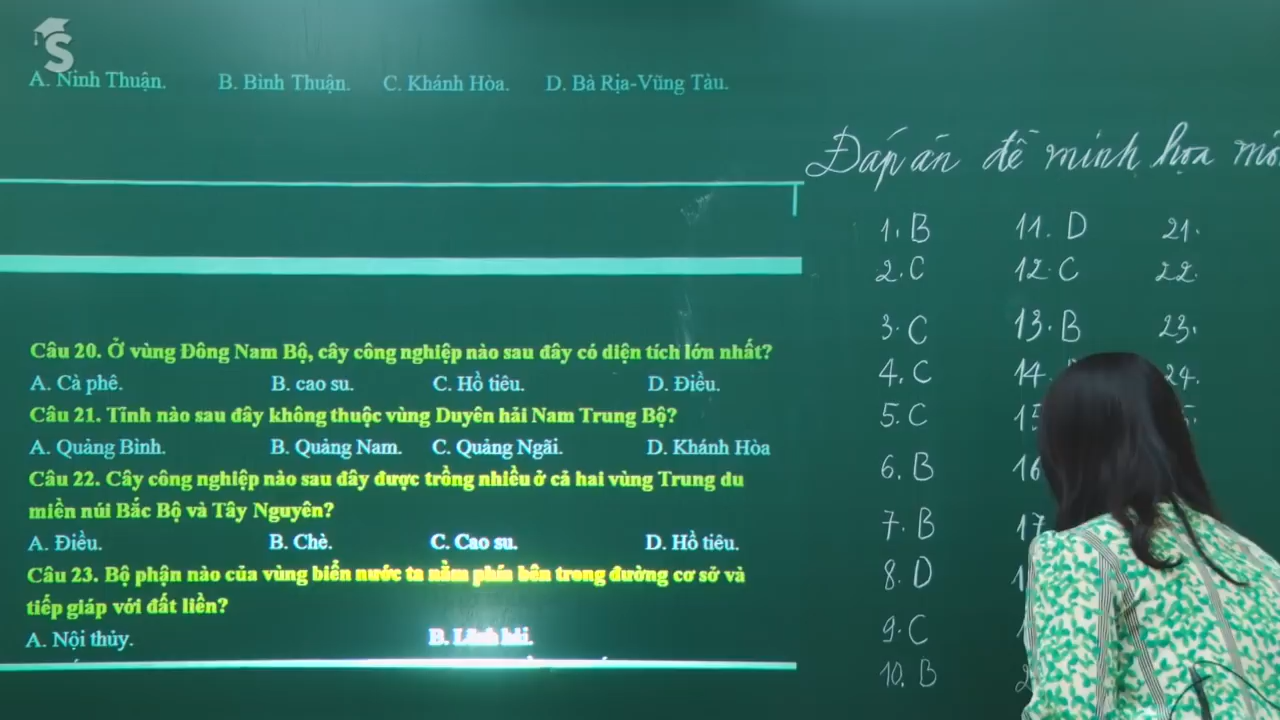 S
A. Ninh Thuận. B. Bình Thuận. C. Khánh Hòa. D. Bà Rịa-Vũng Tàu.
Câu 20. Ở vùng Đông Nam Bộ, cây công nghiệp nào sau đây có diện tích lớn nhất?
A. Cà phê. B. cao su. C. Hồ tiêu. D. Điều.
Câu 21. Tỉnh nào sau đây không thuộc vùng Duyên hải Nam Trung Bộ?
A. Quảng Bình. B. Quảng Nam. C. Quảng Ngãi. D. Khánh Hòa
Câu 22. Cây công nghiệp nào sau đây được trồng nhiều ở cả hai vùng Trung du
miền núi Bắc Bộ và Tây Nguyên?
A. Điều. B. Chè. C. Cao su. D. Hồ tiêu.
Câu 23. Bộ phận nào của vùng biển nước ta nằm phía bên trong đường cơ sở và
tiếp giáp với đất liền?
A. Nội thủy. B. Lãnh hải.
Đáp án đề minh họa
1. B 11. D 21.
2. C 12. C 22.
3. C 13. B 23.
4. C 14. 24.
5. C 15
6. B 16
7. B 17
8. D
9. C
10. B